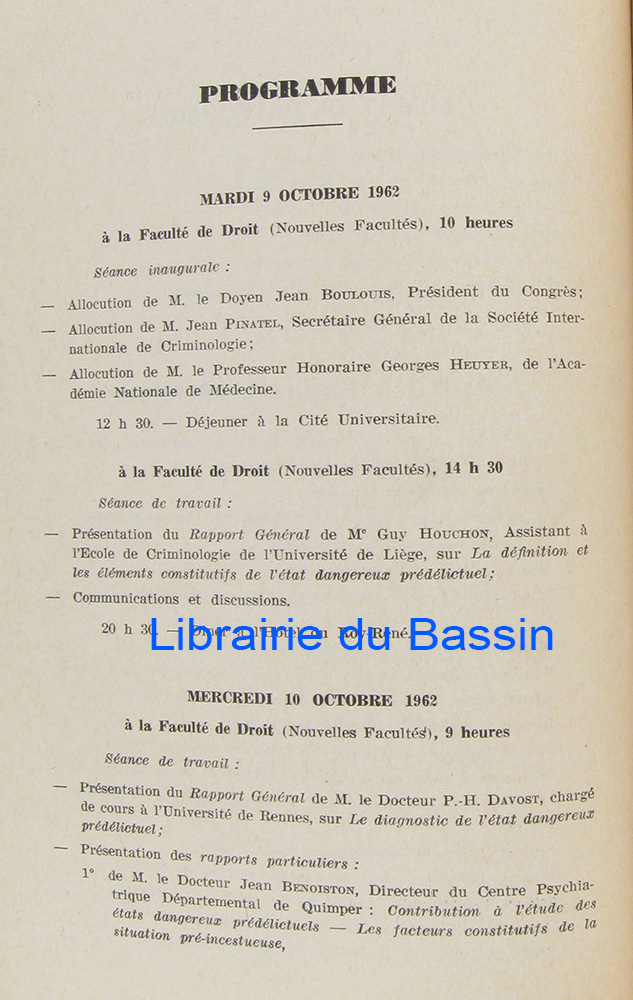 PROGRAMME
MARDI 9 OCTOBRE 1962
à la Faculté de Droit (Nouvelles Facultés), 10 heures
Séance inaugurale :
— Allocution de M. le Doyen Jean BOULOUIS, Président du Congrès;
— Allocution de M. Jean PINATEL, Secrétaire Général de la Société Inter-
nationale de Criminologie;
— Allocution de M. le Professeur Honoraire Georges HEUYER, de l'Aca-
démie Nationale de Médecine.
12 h 30. — Déjeuner à la Cité Universitaire.
à la Faculté de Droit (Nouvelles Facultés), 14 h 30
Séance de travail :
— Présentation du Rapport Général de Me Guy HOUCHON, Assistant à
l'Ecole de Criminologie de l'Université de Liège, sur La définition et
les éléments constitutifs de l'état dangereux prédélictuel;
— Communications et discussions.
20 h 30. — Dîner à l'Hôtel du Roy-René.
Librairie du Bassin
MERCREDI 10 OCTOBRE 1962
à la Faculté de Droit (Nouvelles Facultés), 9 heures
Séance de travail :
— Présentation du Rapport Général de M. le Docteur P.-H. DAVOST, chargé
de cours à l'Université de Rennes, sur Le diagnostic de l'état dangereux
prédélictuel;
— Présentation des rapports particuliers :
1° de M. le Docteur Jean BENOISTON, Directeur du Centre Psychia-
trique Départemental de Quimper : Contribution à l'étude des
états dangereux prédélictuels — Les facteurs constitutifs de la
situation pré-incestueuse,